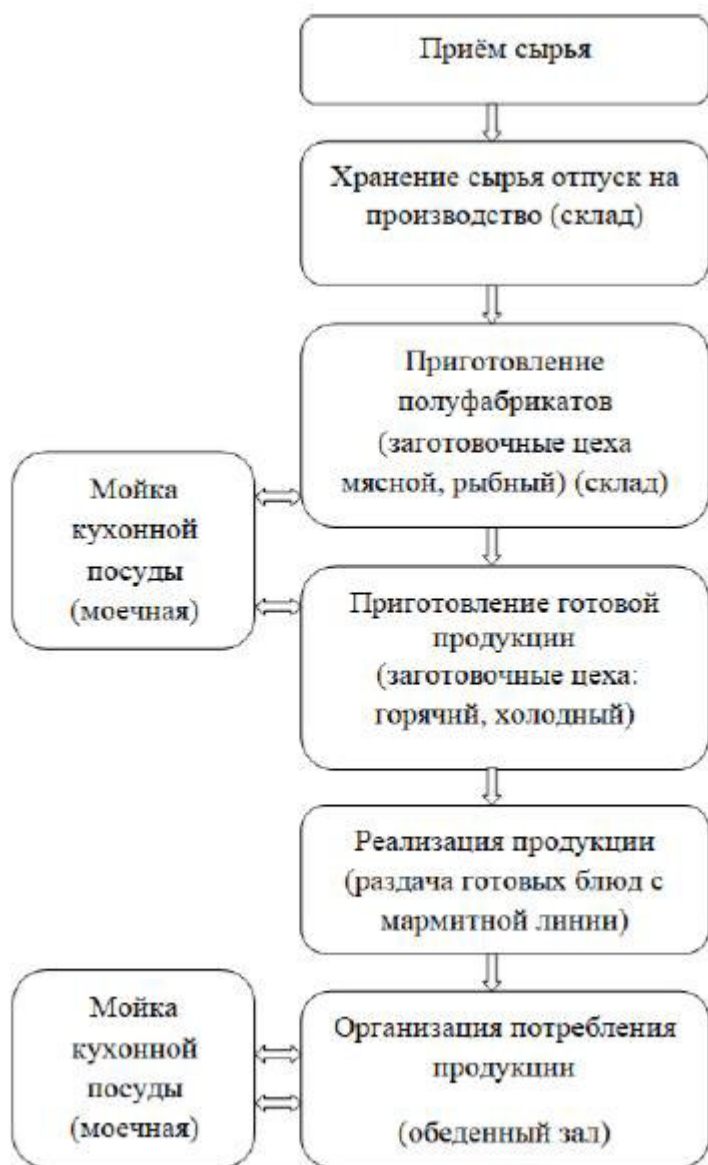 Приём сырья
Хранение сырья отпуск на
производство (склад)
Приготовление
полуфабрикатов
(заготовочные цеха
мясной, рыбный) (склад)
Мойка
кухонной
посуды
(моечная)
Приготовление готовой
продукции
(заготовочные цеха:
горячий, холодный)
Реализация продукции
(раздача готовых блюд с
мармитной линии)
Мойка
кухонной
посуды
(моечная)
Организация потребления
продукции
(обеденный зал)